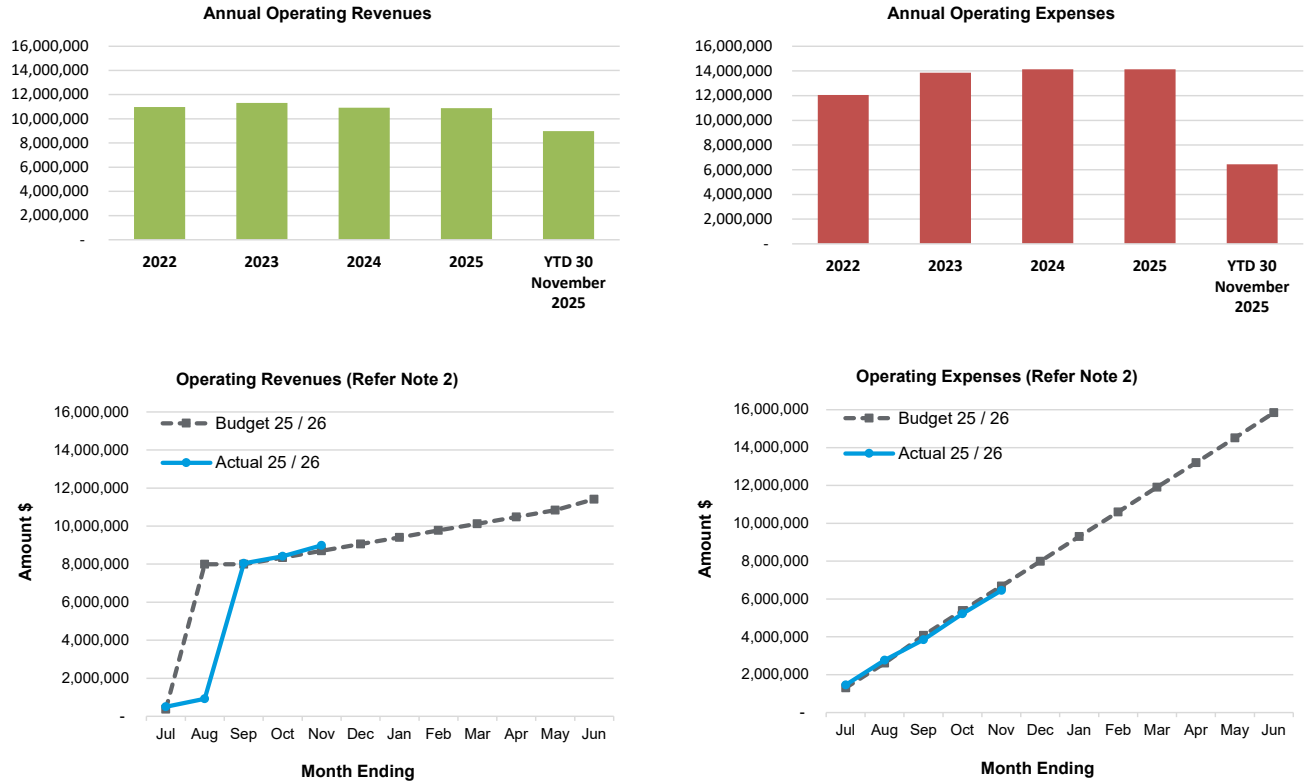 Annual Operating Revenues
16,000,000
14,000,000
12,000,000
10,000,000
8,000,000
6,000,000
4,000,000
2,000,000
-
2022 2023 2024 2025 YTD 30
November
2025
Annual Operating Expenses
16,000,000
14,000,000
12,000,000
10,000,000
8,000,000
6,000,000
4,000,000
2,000,000
-
2022 2023 2024 2025 YTD 30
November
2025
Operating Revenues (Refer Note 2)
Amount $
16,000,000
14,000,000
12,000,000
10,000,000
8,000,000
6,000,000
4,000,000
2,000,000
-
Budget 25 / 26
Actual 25 / 26
Jul Aug Sep Oct Nov Dec Jan Feb Mar Apr May Jun
Month Ending
Operating Expenses (Refer Note 2)
Amount $
16,000,000
14,000,000
12,000,000
10,000,000
8,000,000
6,000,000
4,000,000
2,000,000
-
Budget 25 / 26
Actual 25 / 26
Jul Aug Sep Oct Nov Dec Jan Feb Mar Apr May Jun
Month Ending